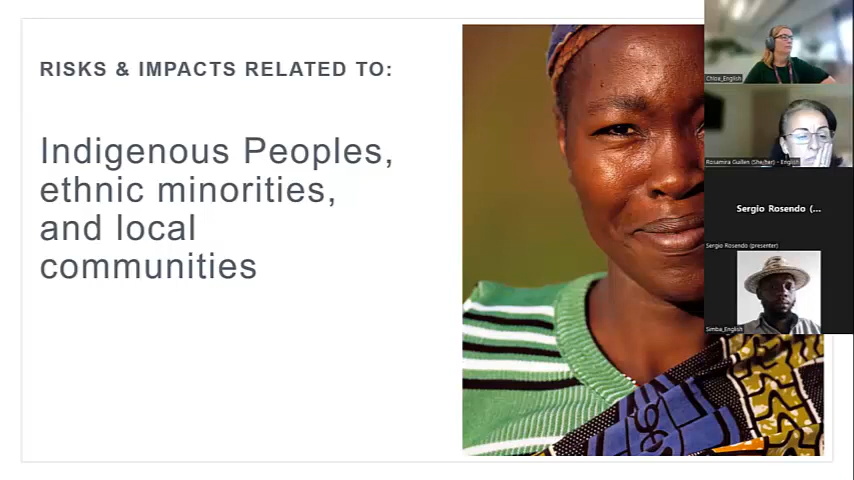 RISKS & IMPACTS RELATED TO:
Indigenous Peoples,
ethnic minorities,
and local
communities
Chloe_English
Rosamira Guillen (She/her) - English
Sergio Rosendo (...
Sergio Rosendo (presenter)
Simba_English